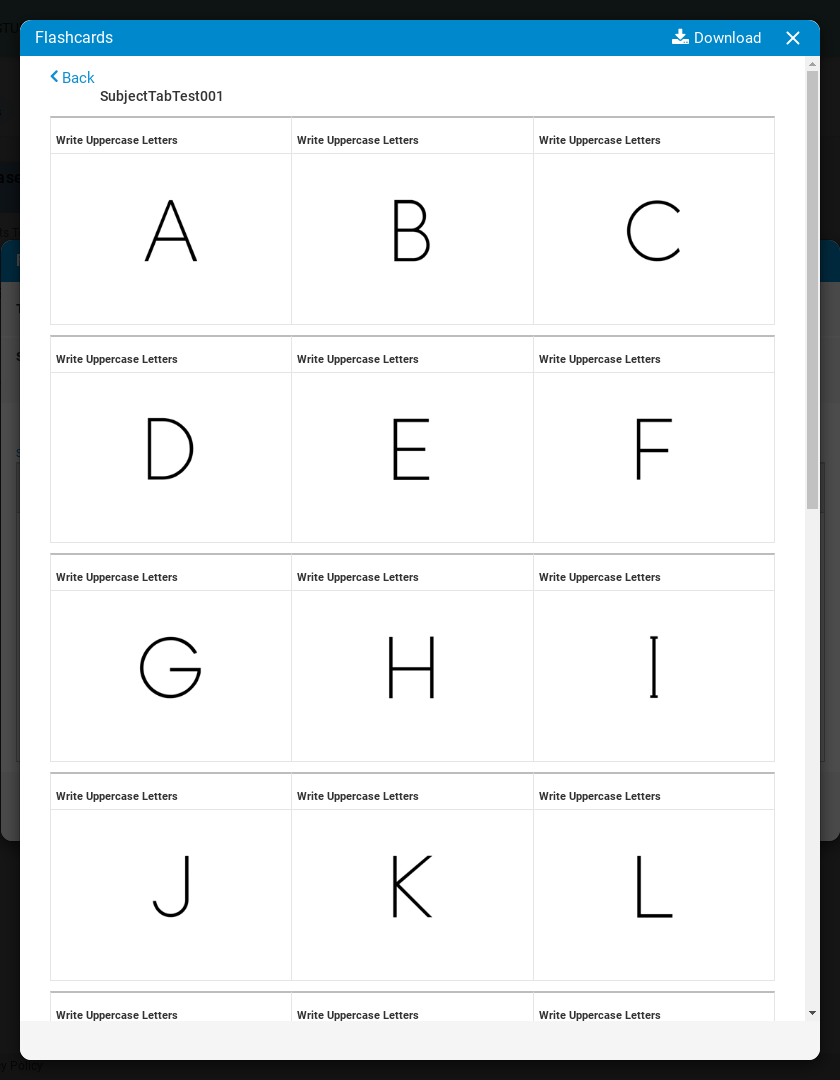 Flashcards Download
Back
SubjectTabTest001
Write Uppercase Letters Write Uppercase Letters Write Uppercase Letters
A B C
Write Uppercase Letters Write Uppercase Letters Write Uppercase Letters
D E F
Write Uppercase Letters Write Uppercase Letters Write Uppercase Letters
G H I
Write Uppercase Letters Write Uppercase Letters Write Uppercase Letters
J K L
Write Uppercase Letters Write Uppercase Letters Write Uppercase Letters
Policy